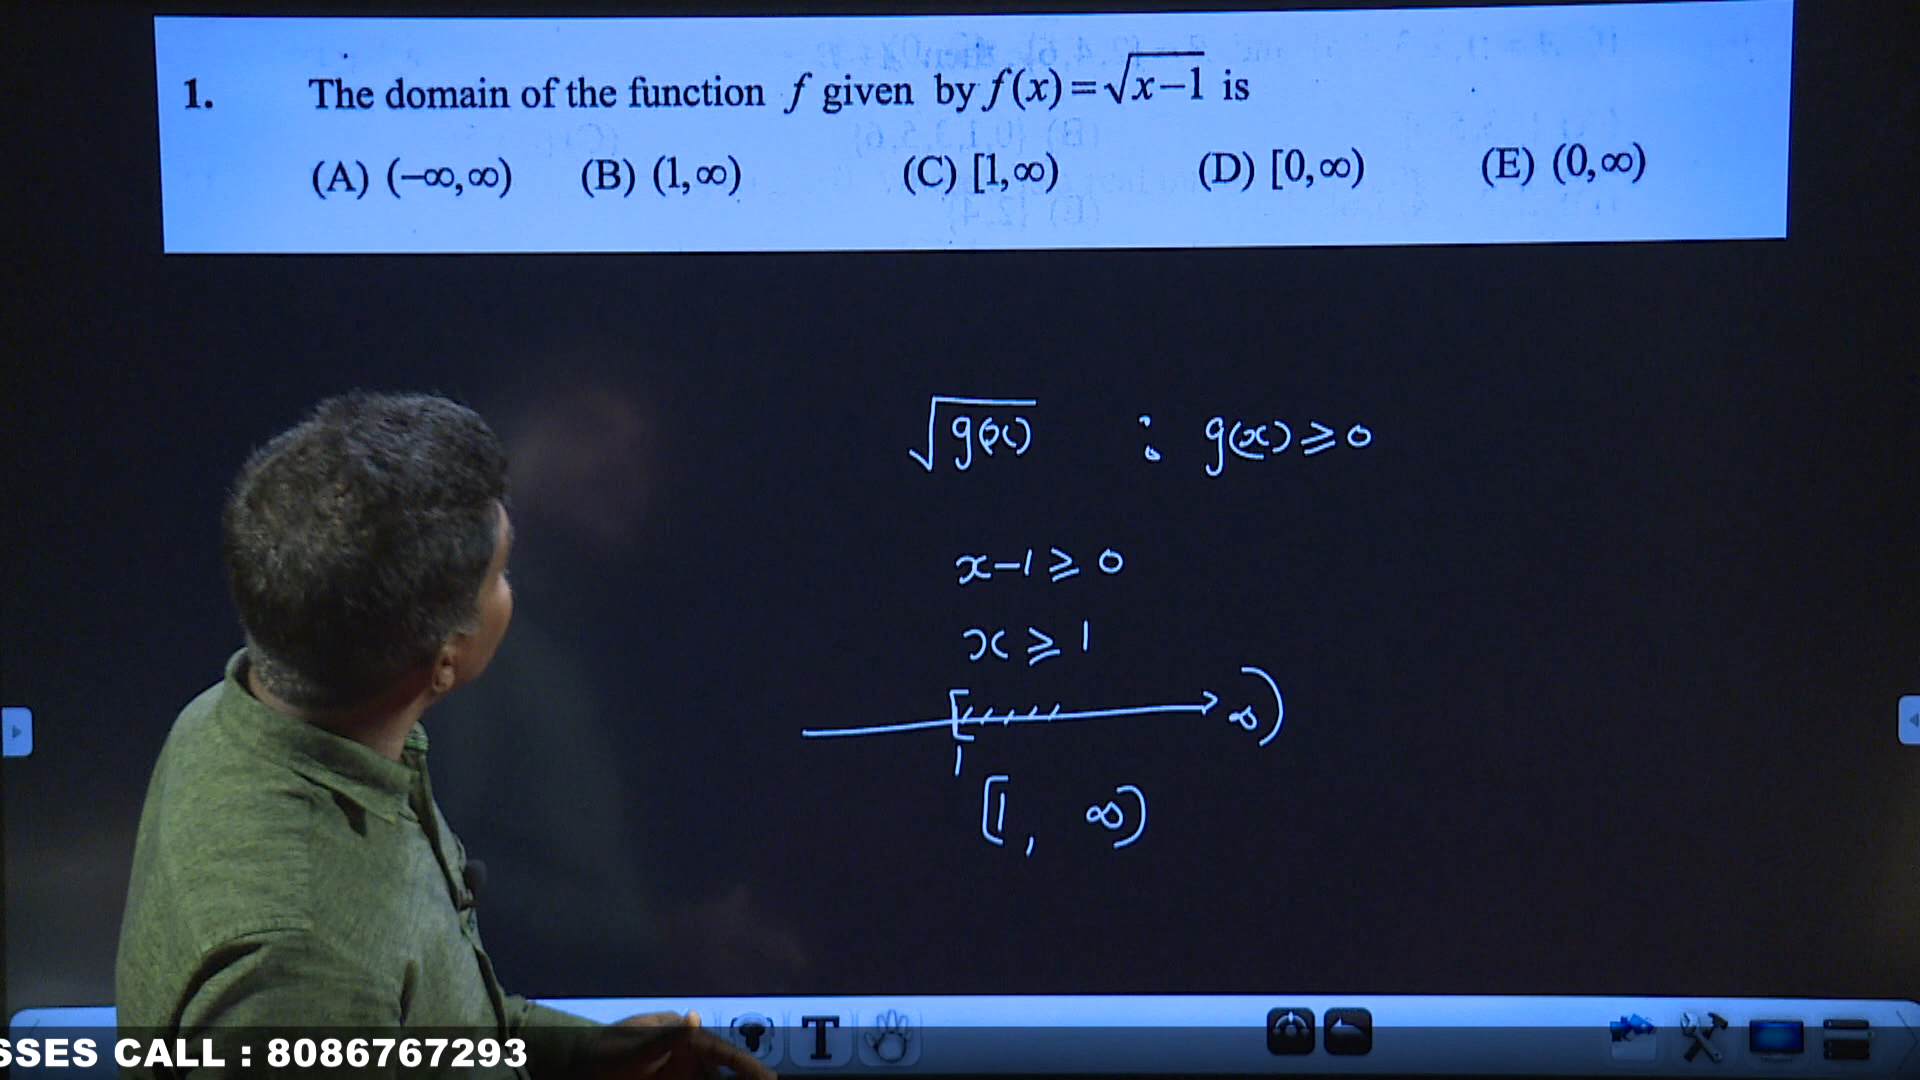 1. The domain of the function f given by f(x)=√x−1 is
(A) (−∞,∞) (B) (1,∞) (C) [1,∞) (D) [0,∞) (E) (0,∞)
√g(x) : g(x) ⩾ 0
x−1 ⩾ 0
x ⩾ 1
[ ∞)
1
[1, ∞)
T
SSES CALL : 8086767293